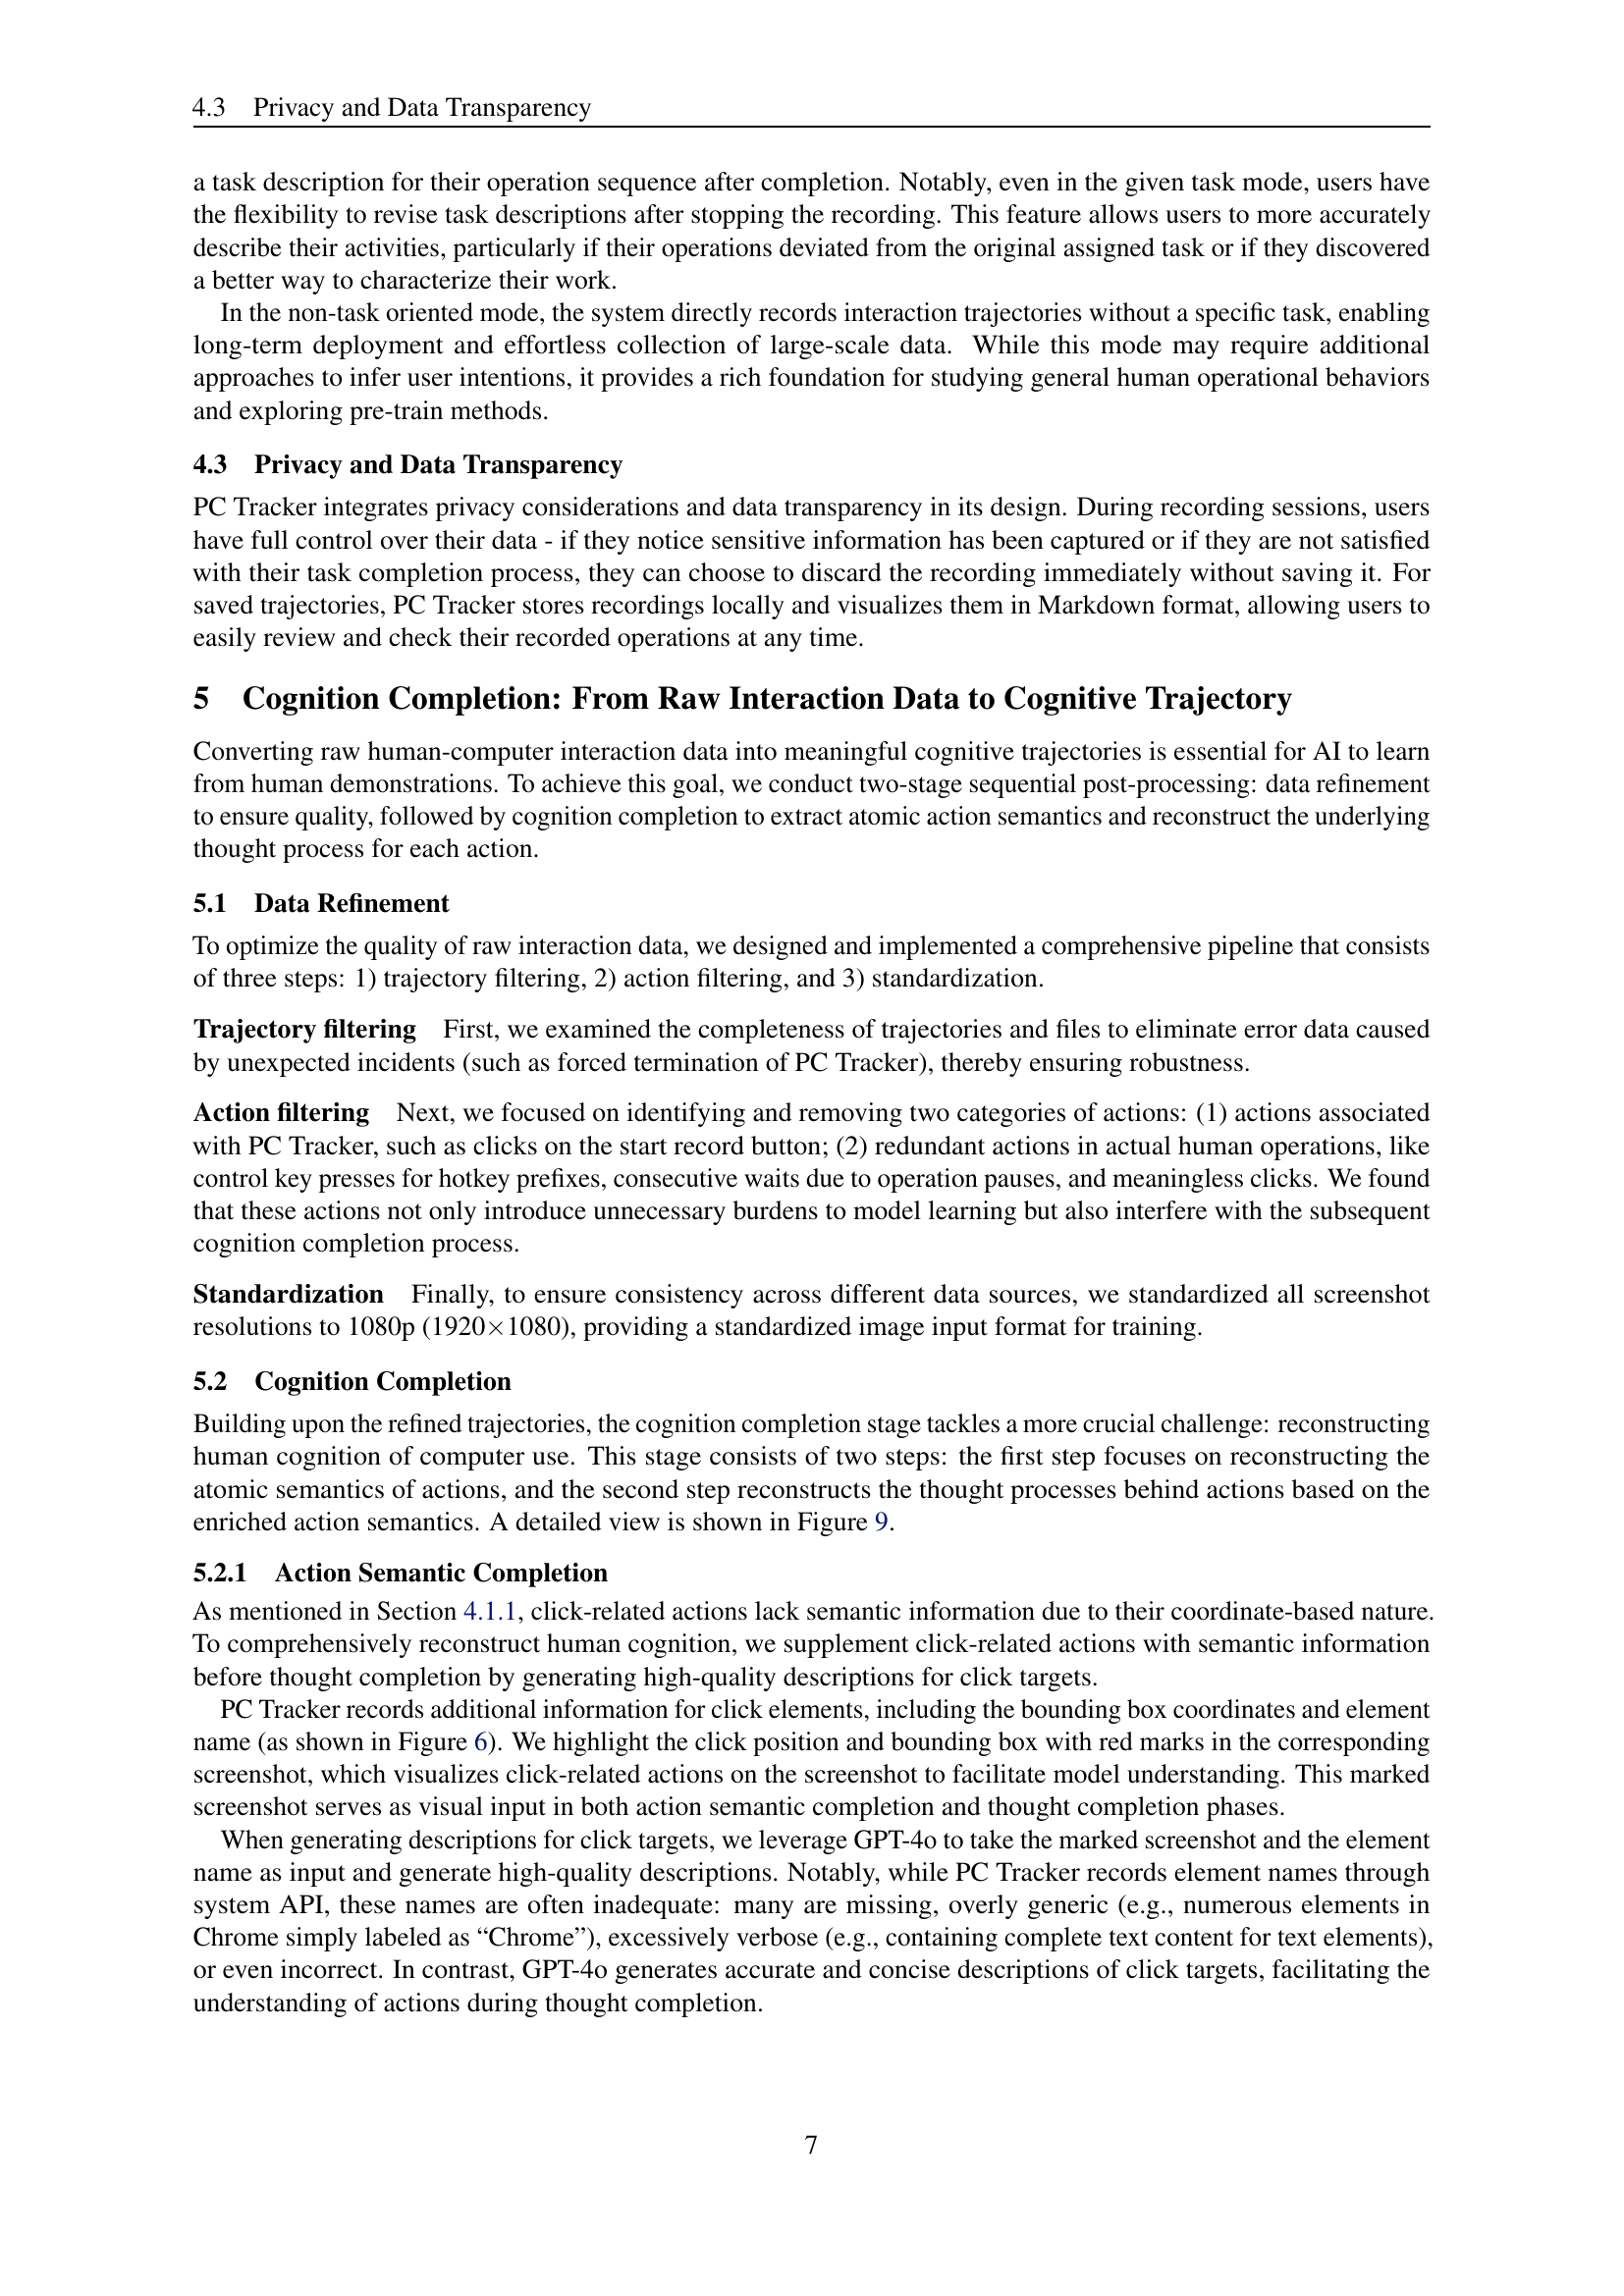 4.3 Privacy and Data Transparency
a task description for their operation sequence after completion. Notably, even in the given task mode, users have
the flexibility to revise task descriptions after stopping the recording. This feature allows users to more accurately
describe their activities, particularly if their operations deviated from the original assigned task or if they discovered
a better way to characterize their work.
In the non-task oriented mode, the system directly records interaction trajectories without a specific task, enabling
long-term deployment and effortless collection of large-scale data. While this mode may require additional
approaches to infer user intentions, it provides a rich foundation for studying general human operational behaviors
and exploring pre-train methods.
4.3 Privacy and Data Transparency
PC Tracker integrates privacy considerations and data transparency in its design. During recording sessions, users
have full control over their data - if they notice sensitive information has been captured or if they are not satisfied
with their task completion process, they can choose to discard the recording immediately without saving it. For
saved trajectories, PC Tracker stores recordings locally and visualizes them in Markdown format, allowing users to
easily review and check their recorded operations at any time.
5 Cognition Completion: From Raw Interaction Data to Cognitive Trajectory
Converting raw human-computer interaction data into meaningful cognitive trajectories is essential for AI to learn
from human demonstrations. To achieve this goal, we conduct two-stage sequential post-processing: data refinement
to ensure quality, followed by cognition completion to extract atomic action semantics and reconstruct the underlying
thought process for each action.
5.1 Data Refinement
To optimize the quality of raw interaction data, we designed and implemented a comprehensive pipeline that consists
of three steps: 1) trajectory filtering, 2) action filtering, and 3) standardization.
Trajectory filtering First, we examined the completeness of trajectories and files to eliminate error data caused
by unexpected incidents (such as forced termination of PC Tracker), thereby ensuring robustness.
Action filtering Next, we focused on identifying and removing two categories of actions: (1) actions associated
with PC Tracker, such as clicks on the start record button; (2) redundant actions in actual human operations, like
control key presses for hotkey prefixes, consecutive waits due to operation pauses, and meaningless clicks. We found
that these actions not only introduce unnecessary burdens to model learning but also interfere with the subsequent
cognition completion process.
Standardization Finally, to ensure consistency across different data sources, we standardized all screenshot
resolutions to 1080p (1920×1080), providing a standardized image input format for training.
5.2 Cognition Completion
Building upon the refined trajectories, the cognition completion stage tackles a more crucial challenge: reconstructing
human cognition of computer use. This stage consists of two steps: the first step focuses on reconstructing the
atomic semantics of actions, and the second step reconstructs the thought processes behind actions based on the
enriched action semantics. A detailed view is shown in Figure 9.
5.2.1 Action Semantic Completion
As mentioned in Section 4.1.1, click-related actions lack semantic information due to their coordinate-based nature.
To comprehensively reconstruct human cognition, we supplement click-related actions with semantic information
before thought completion by generating high-quality descriptions for click targets.
PC Tracker records additional information for click elements, including the bounding box coordinates and element
name (as shown in Figure 6). We highlight the click position and bounding box with red marks in the corresponding
screenshot, which visualizes click-related actions on the screenshot to facilitate model understanding. This marked
screenshot serves as visual input in both action semantic completion and thought completion phases.
When generating descriptions for click targets, we leverage GPT-4o to take the marked screenshot and the element
name as input and generate high-quality descriptions. Notably, while PC Tracker records element names through
system API, these names are often inadequate: many are missing, overly generic (e.g., numerous elements in
Chrome simply labeled as “Chrome”), excessively verbose (e.g., containing complete text content for text elements),
or even incorrect. In contrast, GPT-4o generates accurate and concise descriptions of click targets, facilitating the
understanding of actions during thought completion.
7